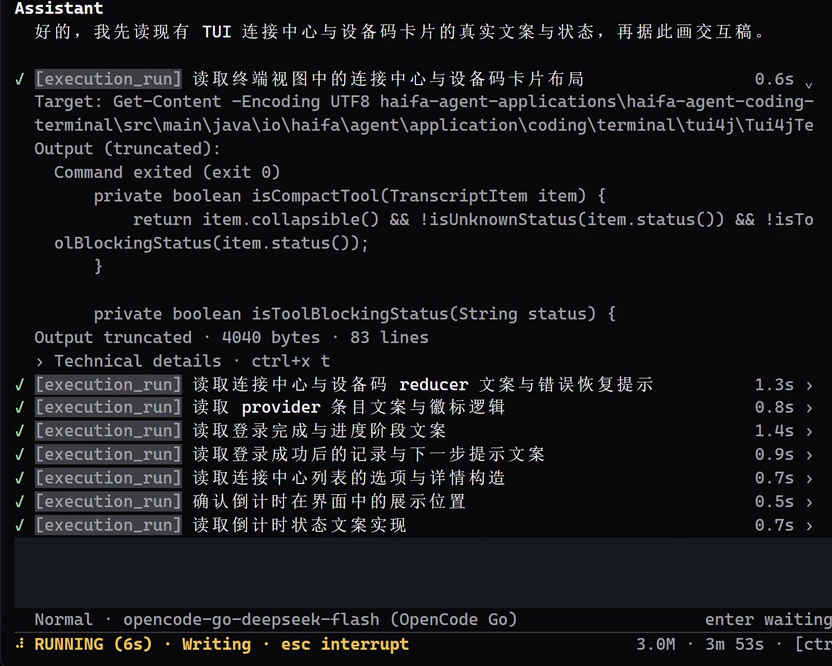 Assistant
好的，我先读现有 TUI 连接中心与设备码卡片的真实文案与状态，再据此画交互稿。
✓ [execution_run] 读取终端视图中的连接中心与设备码卡片布局 0.6s ⌄
Target: Get-Content -Encoding UTF8 haifa-agent-applications\haifa-agent-coding-
terminal\src\main\java\io\haifa\agent\application\coding\terminal\tui4j\Tui4jTe
Output (truncated):
Command exited (exit 0)
private boolean isCompactTool(TranscriptItem item) {
return item.collapsible() && !isUnknownStatus(item.status()) && !isTo
olBlockingStatus(item.status());
}
private boolean isToolBlockingStatus(String status) {
Output truncated · 4040 bytes · 83 lines
› Technical details · ctrl+x t
✓ [execution_run] 读取连接中心与设备码 reducer 文案与错误恢复提示 1.3s ›
✓ [execution_run] 读取 provider 条目文案与徽标逻辑 0.8s ›
✓ [execution_run] 读取登录完成与进度阶段文案 1.4s ›
✓ [execution_run] 读取登录成功后的记录与下一步提示文案 0.9s ›
✓ [execution_run] 读取连接中心列表的选项与详情构造 0.7s ›
✓ [execution_run] 确认倒计时在界面中的展示位置 0.5s ›
✓ [execution_run] 读取倒计时状态文案实现 0.7s ›
Normal · opencode-go-deepseek-flash (OpenCode Go) enter waiting
RUNNING (6s) · Writing · esc interrupt 3.0M · 3m 53s · [ctr